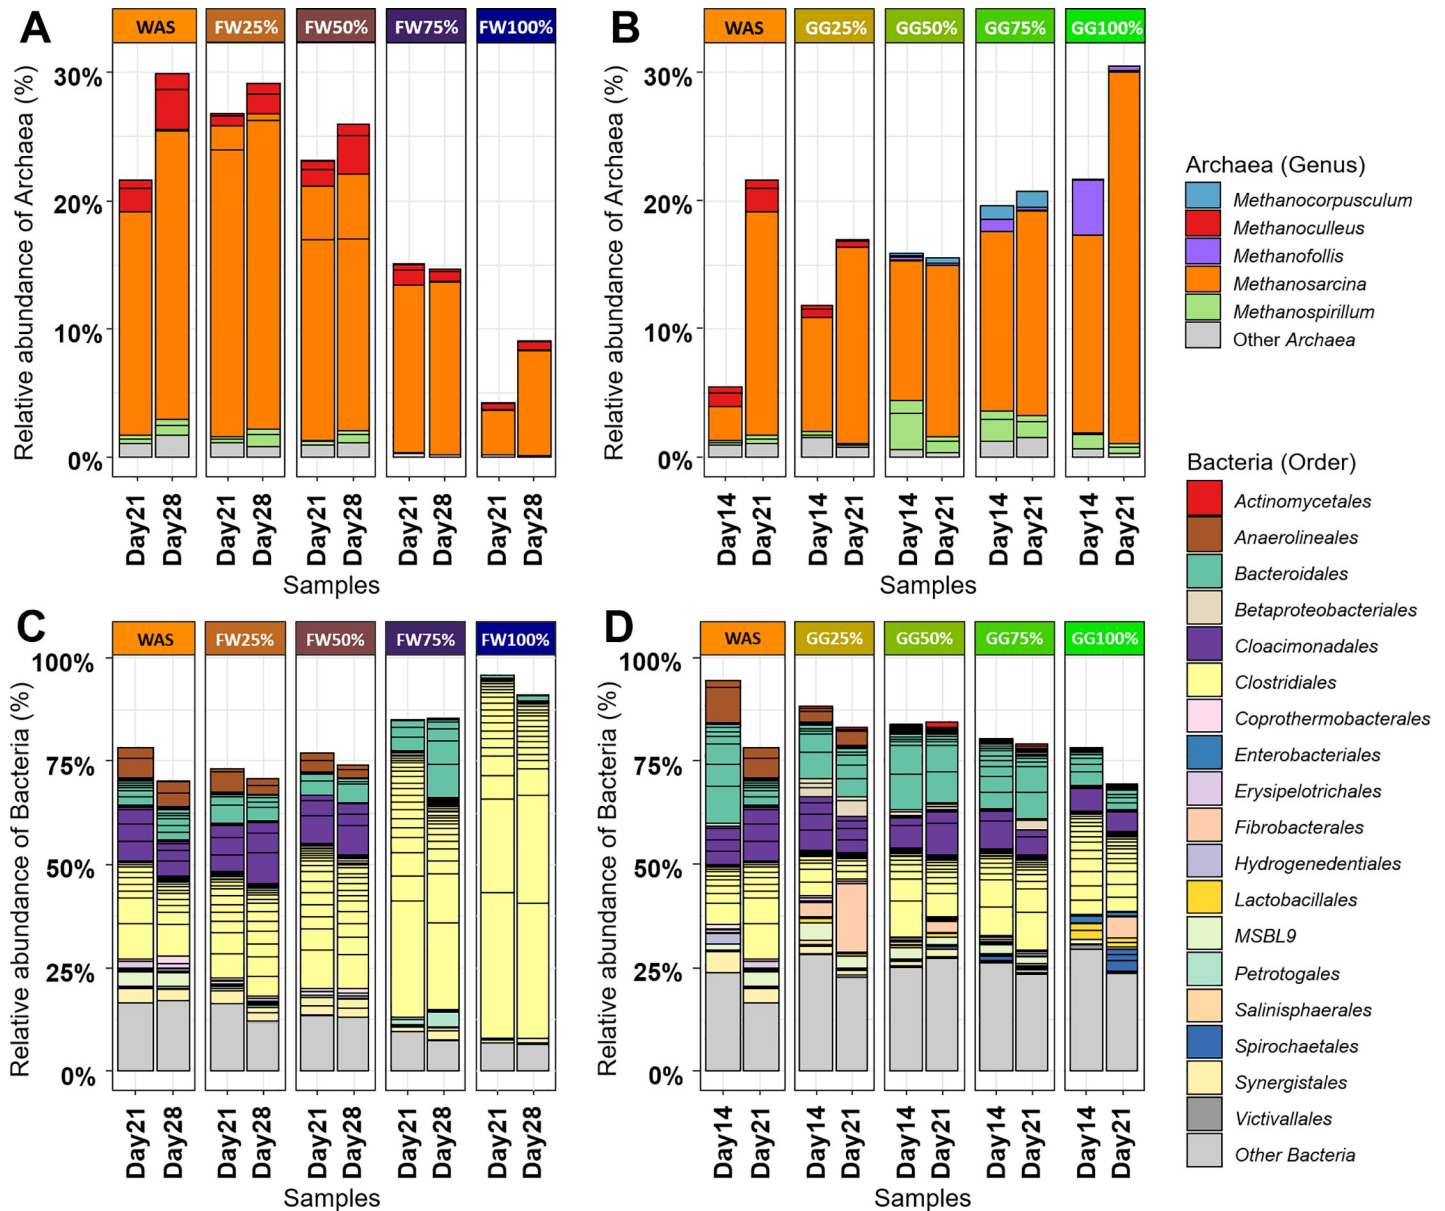 A
WAS FW25% FW50% FW75% FW100%
Relative abundance of Archaea (%)
30%
20%
10%
0%
Day21 Day28 Day21 Day28 Day21 Day28 Day21 Day28 Day21 Day28
Samples
B
WAS GG25% GG50% GG75% GG100%
Relative abundance of Archaea (%)
30%
20%
10%
0%
Day14 Day21 Day14 Day21 Day14 Day21 Day14 Day21 Day14 Day21
Samples
Archaea (Genus)
Methanocorpusculum
Methanoculleus
Methanofollis
Methanosarcina
Methanospirillum
Other Archaea
C
WAS FW25% FW50% FW75% FW100%
Relative abundance of Bacteria (%)
100%
75%
50%
25%
0%
Day21 Day28 Day21 Day28 Day21 Day28 Day21 Day28 Day21 Day28
Samples
D
WAS GG25% GG50% GG75% GG100%
Relative abundance of Bacteria (%)
100%
75%
50%
25%
0%
Day14 Day21 Day14 Day21 Day14 Day21 Day14 Day21 Day14 Day21
Samples
Bacteria (Order)
Actinomycetales
Anaerolineales
Bacteroidales
Betaproteobacteriales
Cloacimonadales
Clostridiales
Coprothermobacterales
Enterobacteriales
Erysipelotrichales
Fibrobacterales
Hydrogenedentiales
Lactobacillales
MSBL9
Petrotogales
Salinisphaerales
Spirochaetales
Synergistales
Victivallales
Other Bacteria